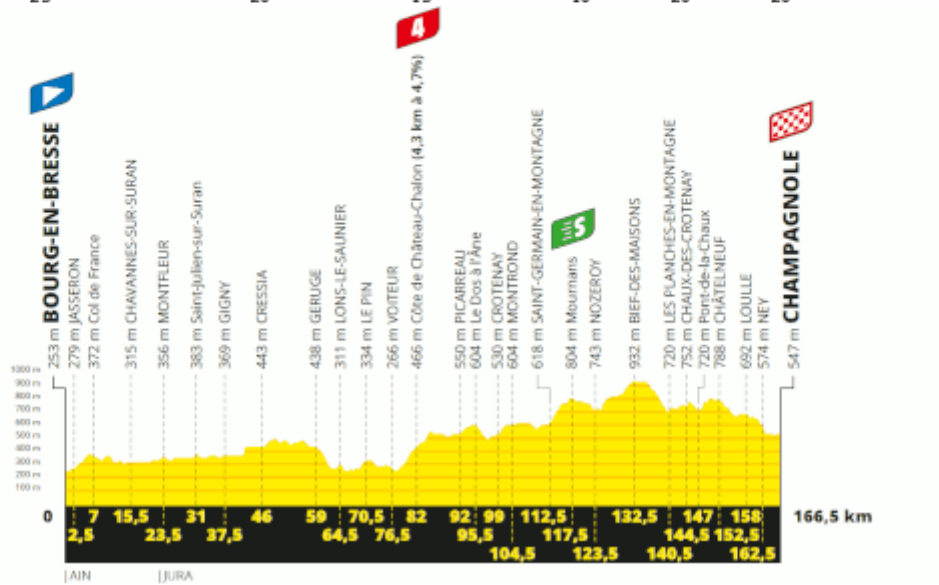 4
S
253 m BOURG-EN-BRESSE
279 m JASSERON
372 m Col de France
315 m CHAVANNES-SUR-SURAN
356 m MONTFLEUR
383 m Saint-Julien-sur-Suran
369 m GIGNY
443 m CRESSIA
438 m GERUGE
311 m LONS-LE-SAUNIER
334 m LE PIN
266 m VOITEUR
466 m Côte de Château-Chalon (4,3 km à 4,7%)
550 m PICARREAU
604 m Le Dos à l'Âne
530 m CROTENAY
604 m MONTROND
618 m SAINT-GERMAIN-EN-MONTAGNE
804 m Mournans
743 m NOZEROY
932 m BIEF-DES-MAISONS
720 m LES PLANCHES-EN-MONTAGNE
752 m CHAUX-DES-CROTENAY
720 m Pont-de-la-Chaux
788 m CHÂTELNEUF
692 m LOULLE
574 m NEY
547 m CHAMPAGNOLE
1000 m
900 m
800 m
700 m
600 m
500 m
400 m
300 m
200 m
100 m
0 7 15,5 31 46 59 70,5 82 92 99 112,5 132,5 147 158 166,5 km
2,5 23,5 37,5 64,5 76,5 95,5 117,5 144,5 152,5
104,5 123,5 140,5 162,5
AIN JURA